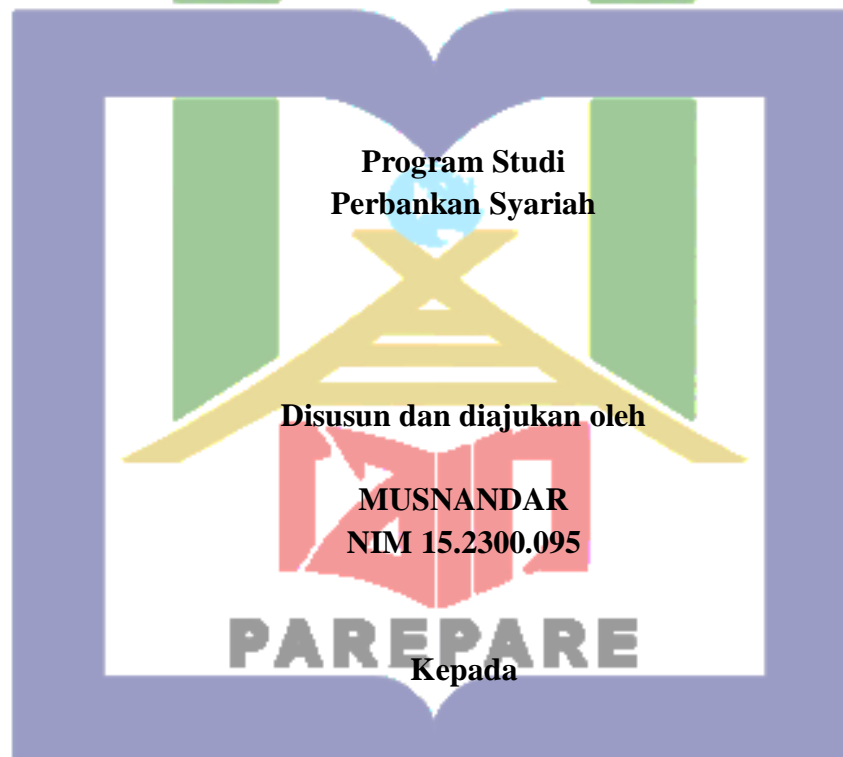 Program Studi
Perbankan Syariah
Disusun dan diajukan oleh
MUSNANDAR
NIM 15.2300.095
PAREPARE
Kepada